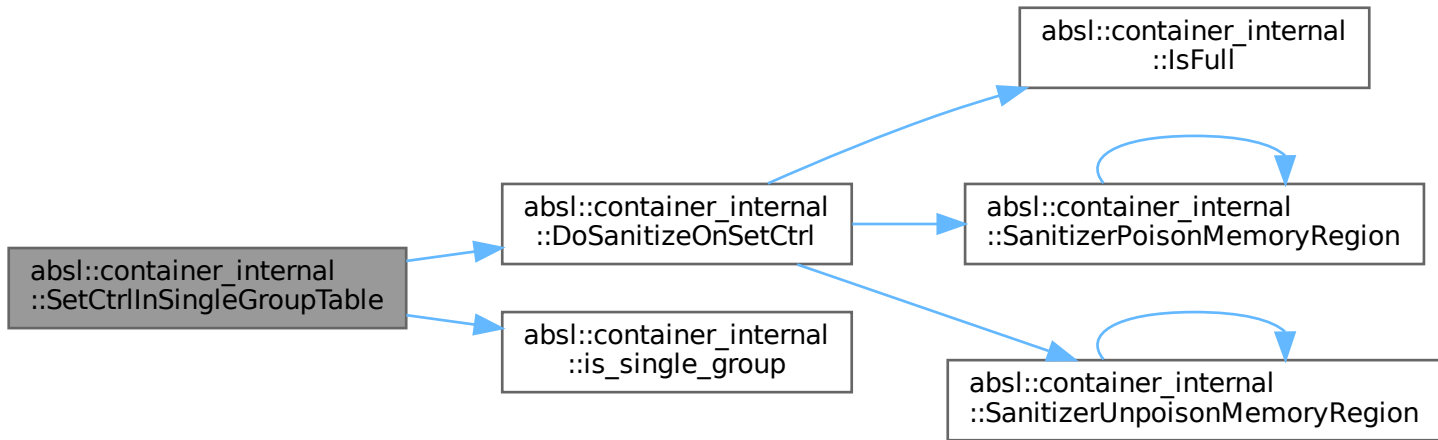 absl::container_internal
::SetCtrlInSingleGroupTable
absl::container_internal
::DoSanitizeOnSetCtrl
absl::container_internal
::is_single_group
absl::container_internal
::IsFull
absl::container_internal
::SanitizerPoisonMemoryRegion
absl::container_internal
::SanitizerUnpoisonMemoryRegion